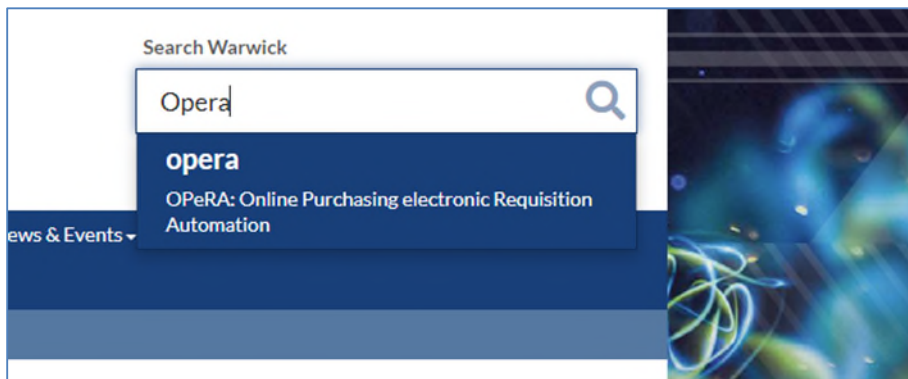 Search Warwick
Opera
opera
OPeRA: Online Purchasing electronic Requisition
Automation
ews & Events